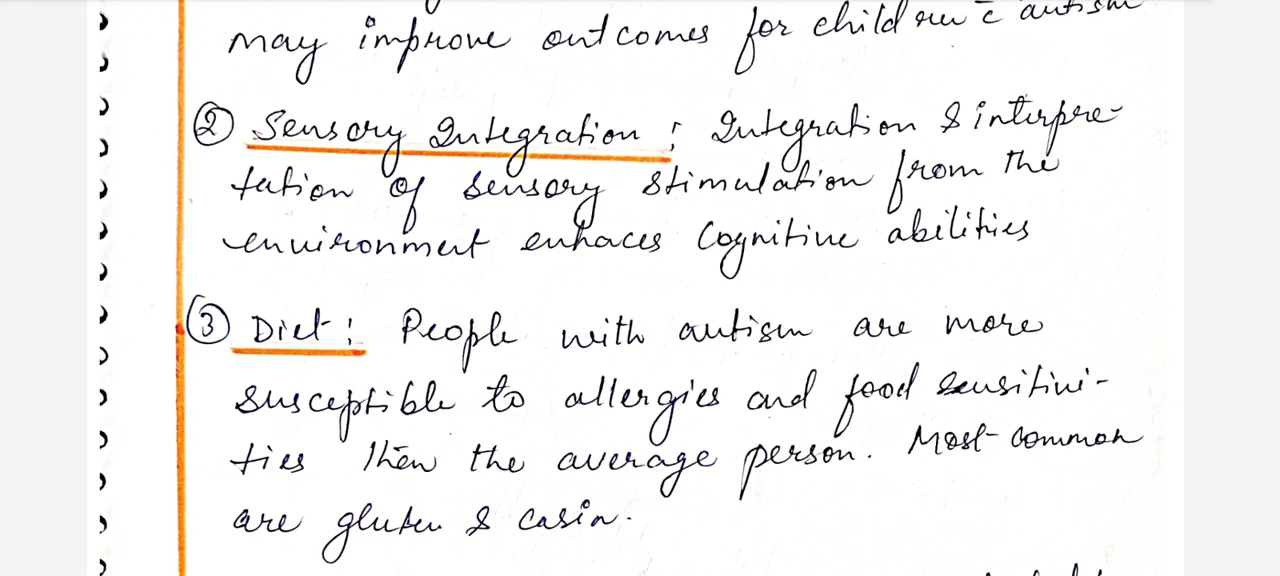 may improve outcomes for children c̄ autism
② Sensory Integration : Integration & interpre-
tation of sensory stimulation from the
environment enhaces Cognitive abilities
③ Diet : People with autism are more
susceptible to allergies and food sensitivi-
ties then the average person. Most common
are gluten & casin.